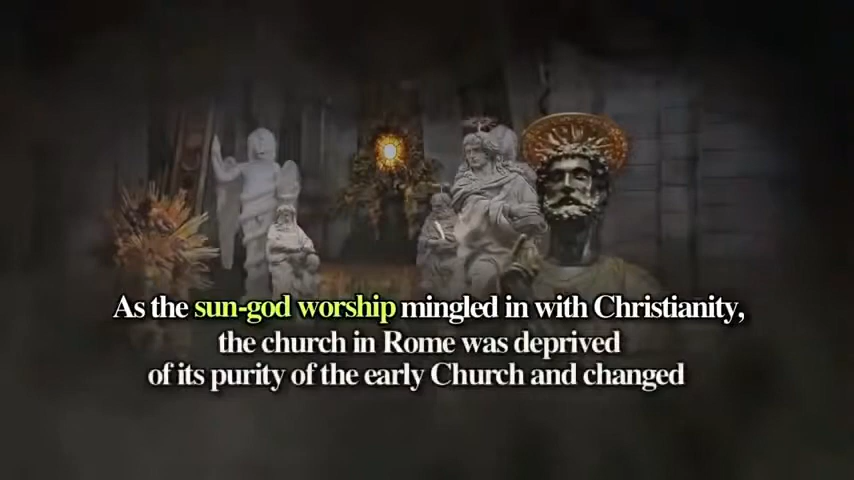 As the sun-god worship mingled in with Christianity,
the church in Rome was deprived
of its purity of the early Church and changed